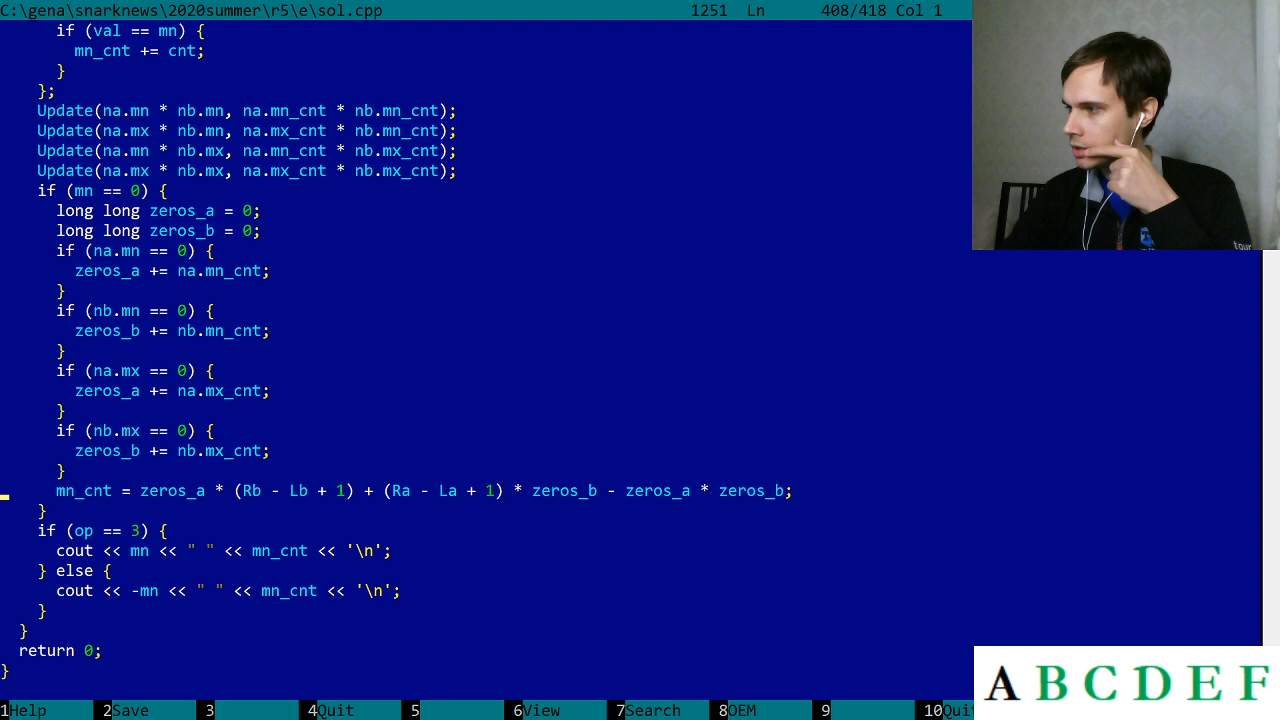 C:\gena\snarknews\2020summer\r5\e\sol.cpp 1251 Ln 408/418 Col 1
if (val == mn) {
mn_cnt += cnt;
}
};
Update(na.mn * nb.mn, na.mn_cnt * nb.mn_cnt);
Update(na.mx * nb.mn, na.mx_cnt * nb.mn_cnt);
Update(na.mn * nb.mx, na.mn_cnt * nb.mx_cnt);
Update(na.mx * nb.mx, na.mx_cnt * nb.mx_cnt);
if (mn == 0) {
long long zeros_a = 0;
long long zeros_b = 0;
if (na.mn == 0) {
zeros_a += na.mn_cnt;
}
if (nb.mn == 0) {
zeros_b += nb.mn_cnt;
}
if (na.mx == 0) {
zeros_a += na.mx_cnt;
}
if (nb.mx == 0) {
zeros_b += nb.mx_cnt;
}
mn_cnt = zeros_a * (Rb - Lb + 1) + (Ra - La + 1) * zeros_b - zeros_a * zeros_b;
}
if (op == 3) {
cout << mn << " " << mn_cnt << '\n';
} else {
cout << -mn << " " << mn_cnt << '\n';
}
}
return 0;
}
1Help 2Save 3 4Quit 5 6View 7Search 8OEM 9 10Quit
A B C D E F
tour